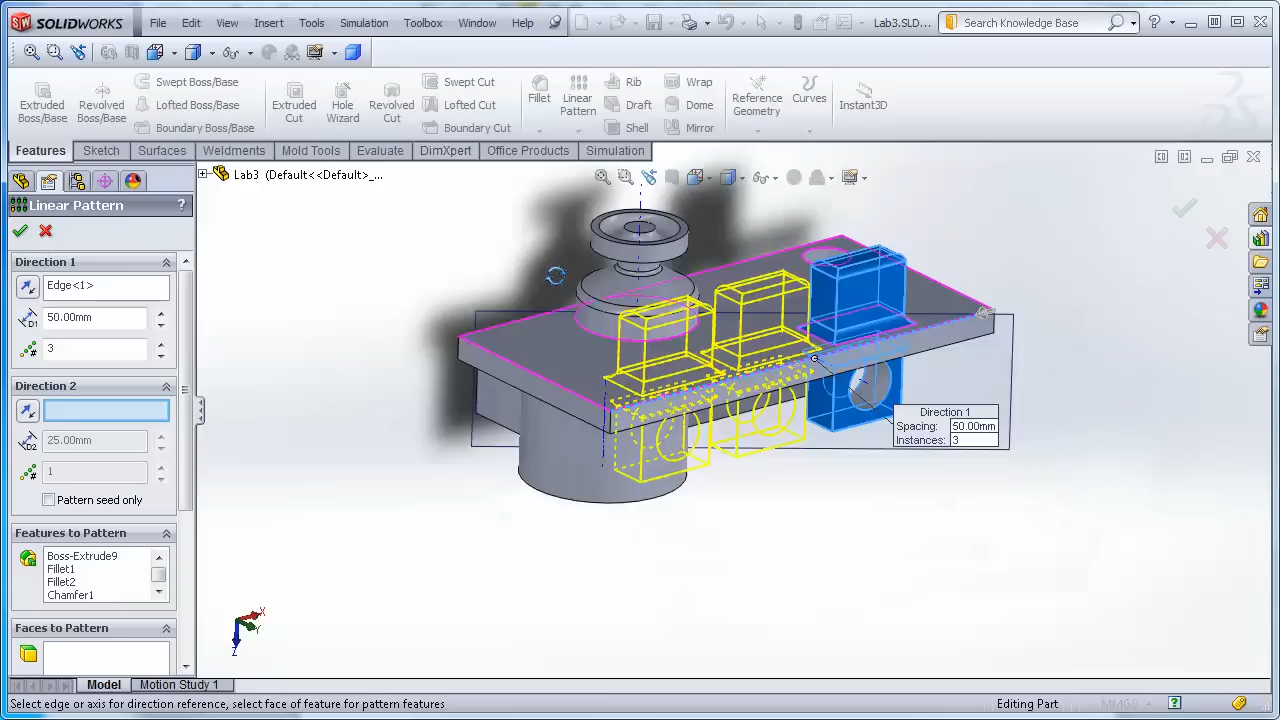 SOLIDWORKS File Edit View Insert Tools Simulation Toolbox Window Help Lab3.SLD... Search Knowledge Base ?
Extruded Boss/Base
Revolved Boss/Base
Swept Boss/Base
Lofted Boss/Base
Boundary Boss/Base
Extruded Cut
Hole Wizard
Revolved Cut
Swept Cut
Lofted Cut
Boundary Cut
Fillet
Linear Pattern
Rib
Draft
Shell
Wrap
Dome
Mirror
Reference Geometry
Curves
Instant3D
Features Sketch Surfaces Weldments Mold Tools Evaluate DimXpert Office Products Simulation
Lab3 (Default<<Default>_...
Linear Pattern ?
Direction 1
Edge<1>
D1 50.00mm
3
Direction 2
D2 25.00mm
1
Pattern seed only
Features to Pattern
Boss-Extrude9
Fillet1
Fillet2
Chamfer1
Faces to Pattern
Direction 1
Spacing: 50.00mm
Instances: 3
X
Y
Z
Model Motion Study 1
Select edge or axis for direction reference, select face of feature for pattern features Editing Part MMGS ?